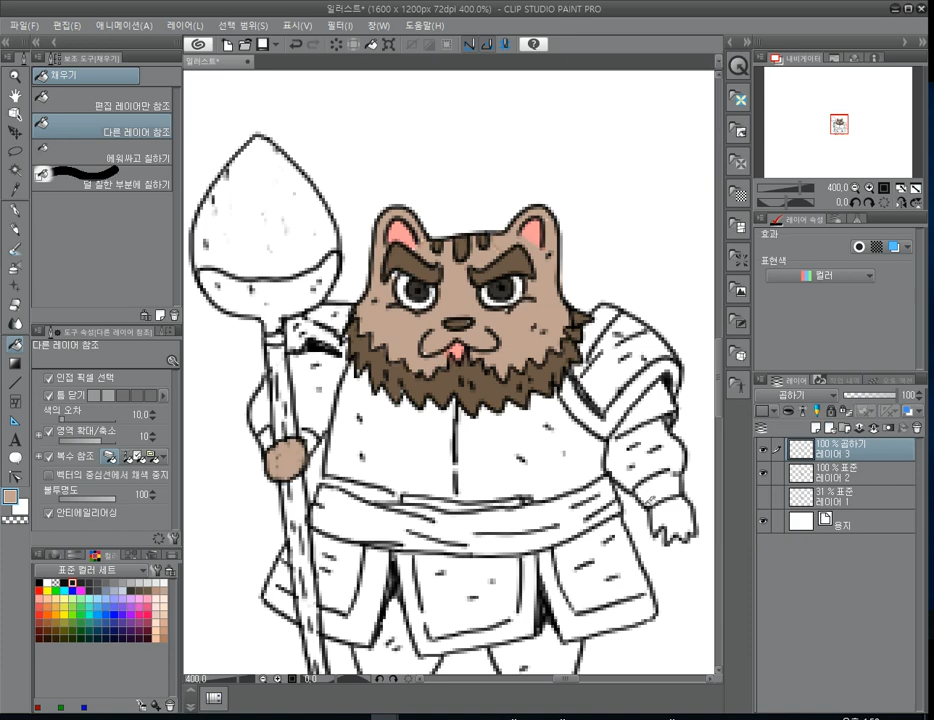 일러스트* (1600 x 1200px 72dpi 400.0%) - CLIP STUDIO PAINT PRO
파일(F) 편집(E) 애니메이션(A) 레이어(L) 선택 범위(S) 표시(V) 필터(I) 창(W) 도움말(H)
일러스트*
보조 도구[채우기]
채우기
편집 레이어만 참조
다른 레이어 참조
에워싸고 칠하기
덜 칠한 부분에 칠하기
도구 속성[다른 레이어 참조]
다른 레이어 참조
인접 픽셀 선택
틈 닫기
색의 오차 10.0
영역 확대/축소 10
복수 참조
벡터의 중심선에서 채색 중지
불투명도 100
안티에일리어싱
표준 컬러 세트
400.0 0.0
내비게이터
400.0
0.0
레이어 속성
효과
표현색
컬러
레이어
곱하기 100
100 % 곱하기
레이어 3
100 % 표준
레이어 2
31 % 표준
레이어 1
용지